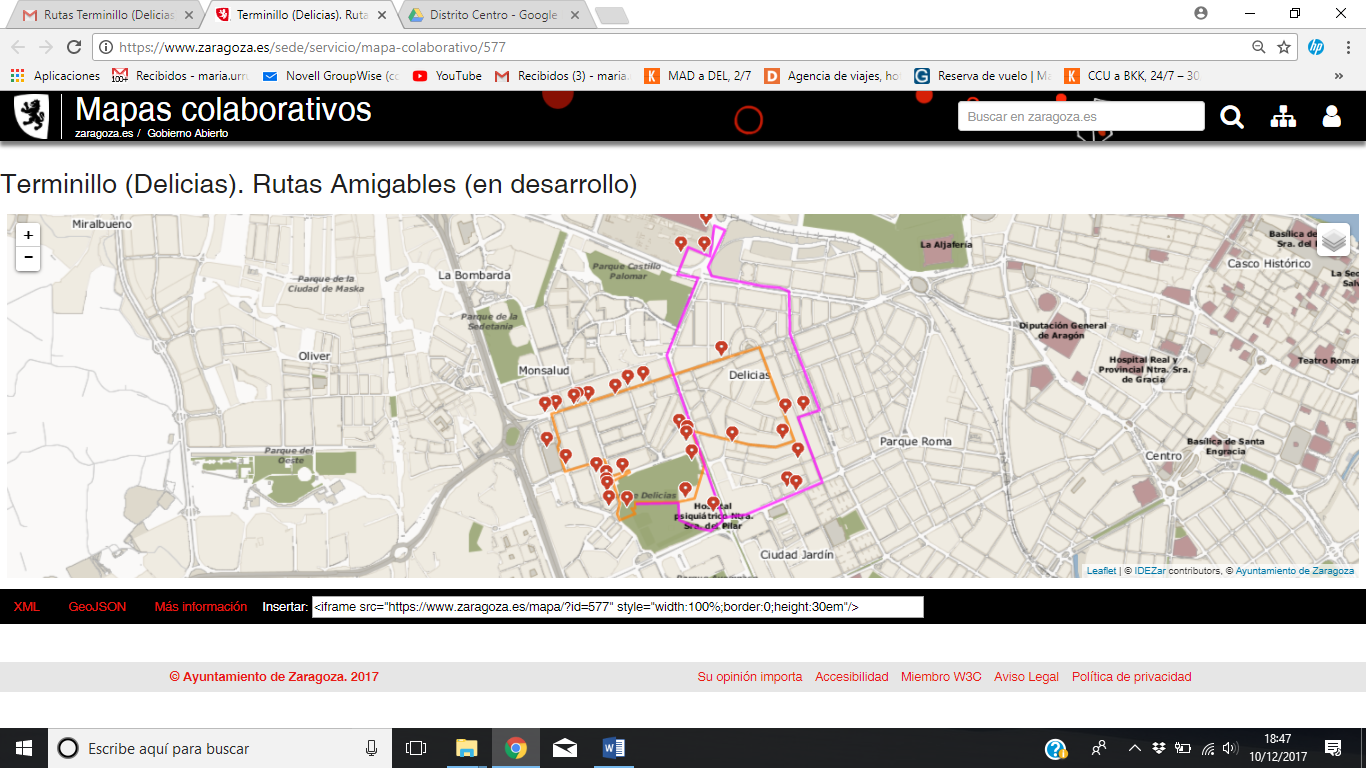 Rutas Terminillo (Delicias
Terminillo (Delicias). Ruta
Distrito Centro - Google
https://www.zaragoza.es/sede/servicio/mapa-colaborativo/577
Aplicaciones
Recibidos - maria.urru
Novell GroupWise (co
YouTube
Recibidos (3) - maria.
MAD a DEL, 2/7
Agencia de viajes, ho
Reserva de vuelo | Ma
CCU a BKK, 24/7 – 30
»
Mapas colaborativos
zaragoza.es / Gobierno Abierto
Buscar en zaragoza.es
Terminillo (Delicias). Rutas Amigables (en desarrollo)
+
-
Miralbueno
Parque de la
Ciudad de Maska
La Bombarda
Parque Castillo
Palomar
La Aljafería
Basílica de
Sra. del
Casco Histórico
La Seo
Sal
Parque de la
Sedetania
Oliver
Monsalud
Delicias
Diputación General
de Aragón
Hospital Real y
Provincial Ntra. Sra.
de Gracia
Teatro Roman
Parque Roma
Parque del
Oeste
Centro
Basílica de Santa
Engracia
e Delicias
psiquiátrico Ntra.
Sra. del Pilar
Ciudad Jardín
Leaflet | © IDEZar contributors, © Ayuntamiento de Zaragoza
XML GeoJSON Más información Insertar: <iframe src="https://www.zaragoza.es/mapa/?id=577" style="width:100%;border:0;height:30em"/>
© Ayuntamiento de Zaragoza. 2017
Su opinión importa Accesibilidad Miembro W3C Aviso Legal Política de privacidad
Escribe aquí para buscar
18:47
10/12/2017